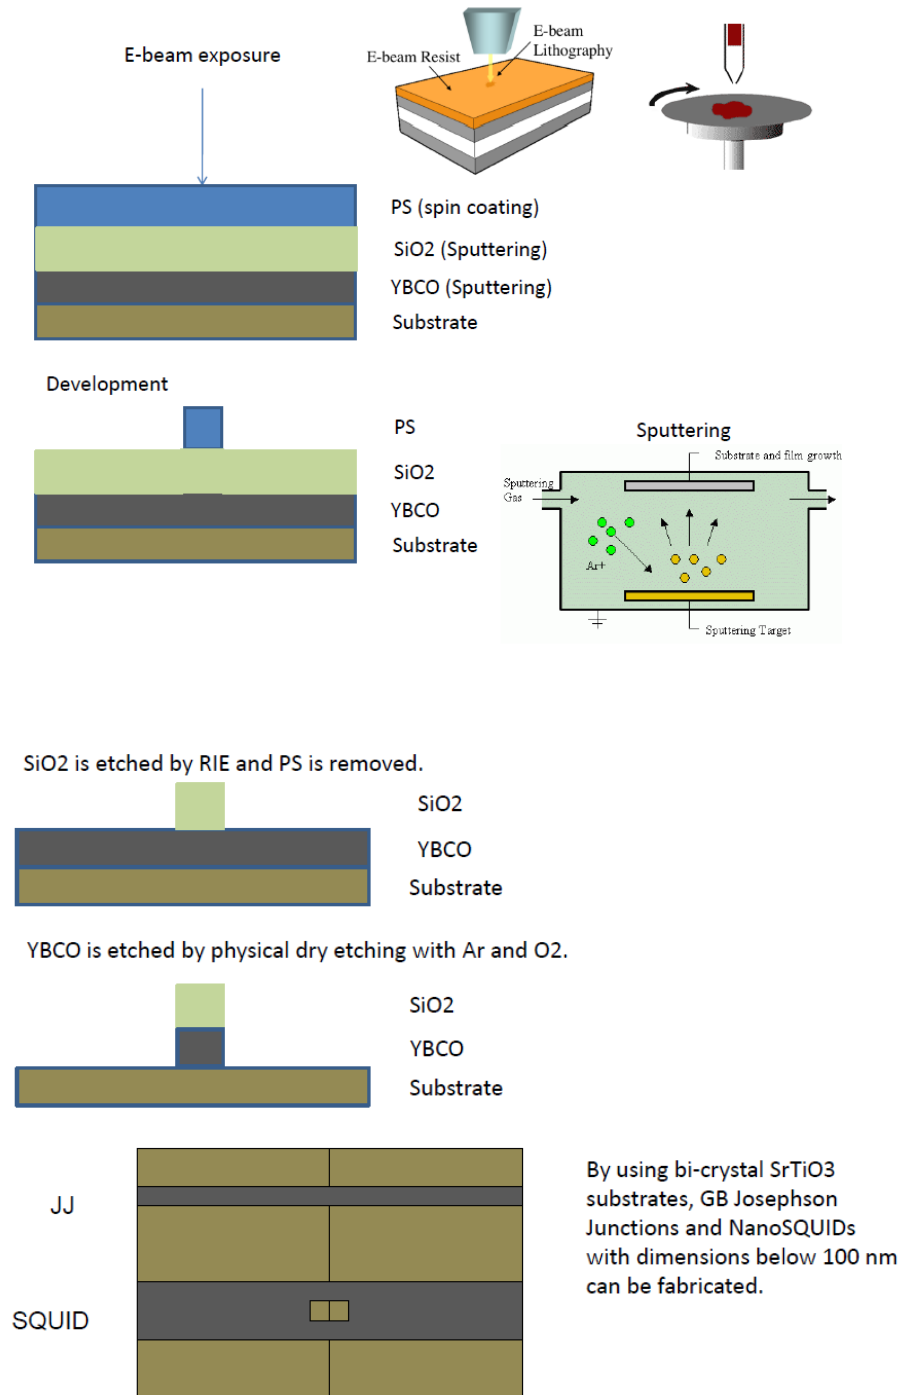 E-beam exposure
E-beam Resist
E-beam
Lithography
PS (spin coating)
SiO2 (Sputtering)
YBCO (Sputtering)
Substrate
Development
PS
SiO2
YBCO
Substrate
Sputtering
Substrate and film growth
Sputtering
Gas
Ar+
Sputtering Target
SiO2 is etched by RIE and PS is removed.
SiO2
YBCO
Substrate
YBCO is etched by physical dry etching with Ar and O2.
SiO2
YBCO
Substrate
JJ
SQUID
By using bi-crystal SrTiO3
substrates, GB Josephson
Junctions and NanoSQUIDs
with dimensions below 100 nm
can be fabricated.